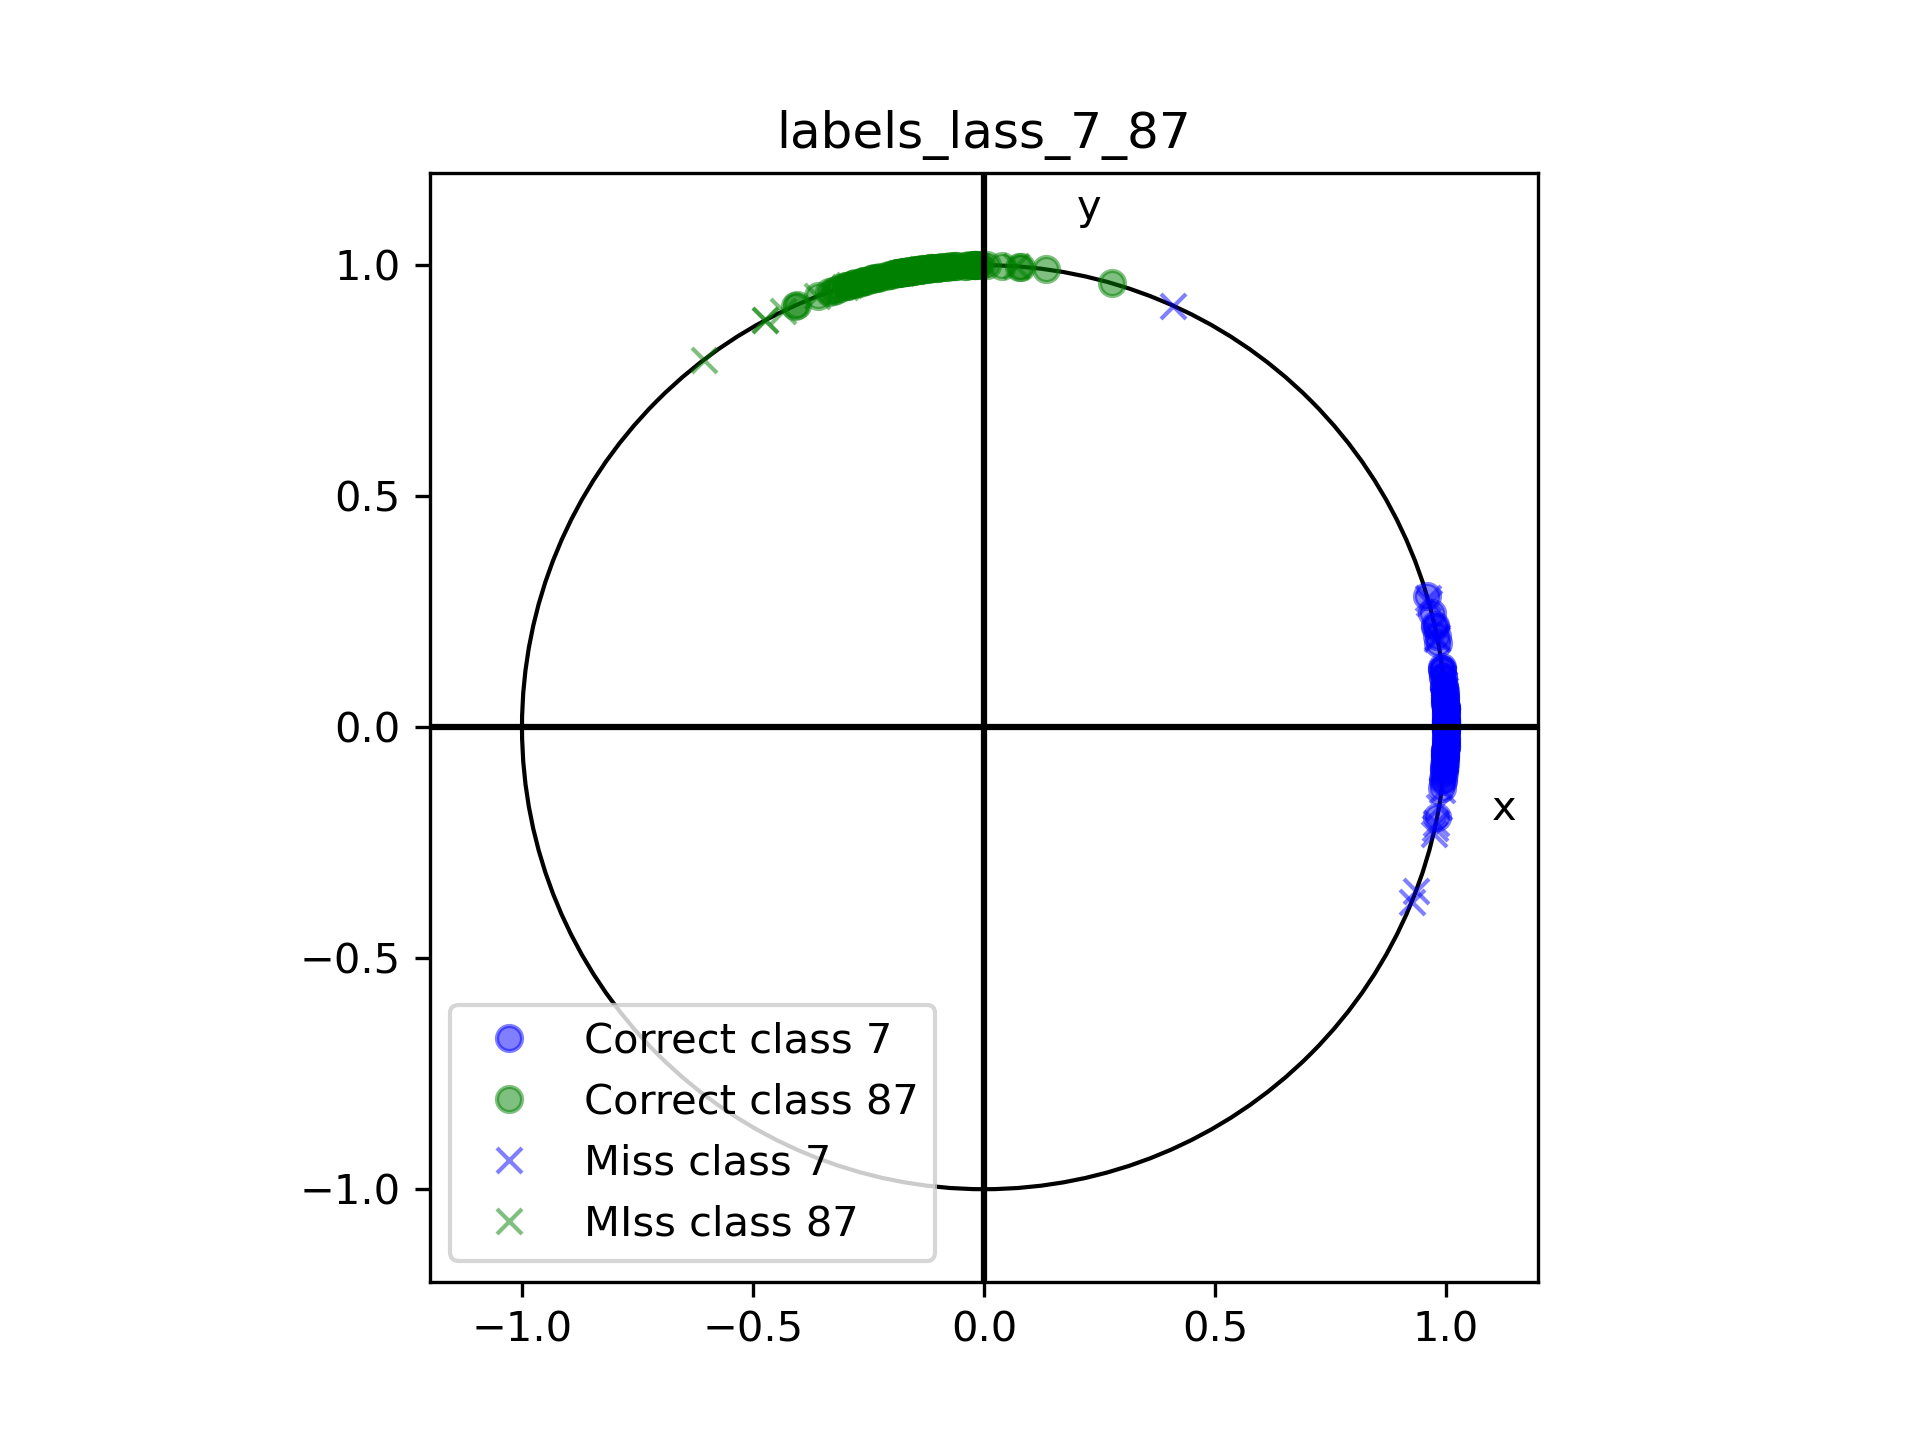 labels_lass_7_87
y
1.0
0.5
0.0
−0.5
−1.0
x
Correct class 7
Correct class 87
Miss class 7
MIss class 87
−1.0 −0.5 0.0 0.5 1.0